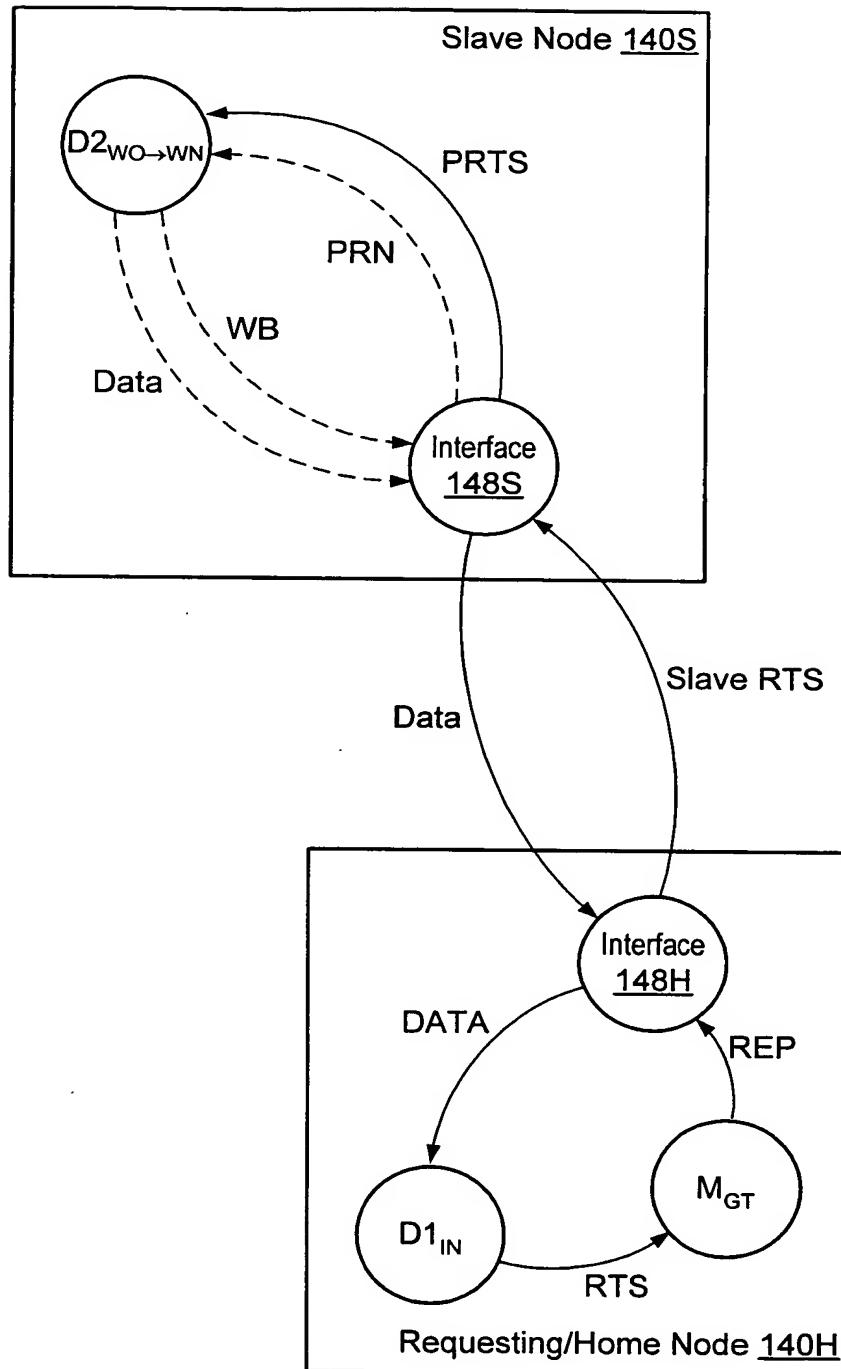 Slave Node 140S
D2WO→WN
PRTS
PRN
WB
Data
Interface
148S
Slave RTS
Data
Interface
148H
DATA
REP
MGT
D1IN
RTS
Requesting/Home Node 140H